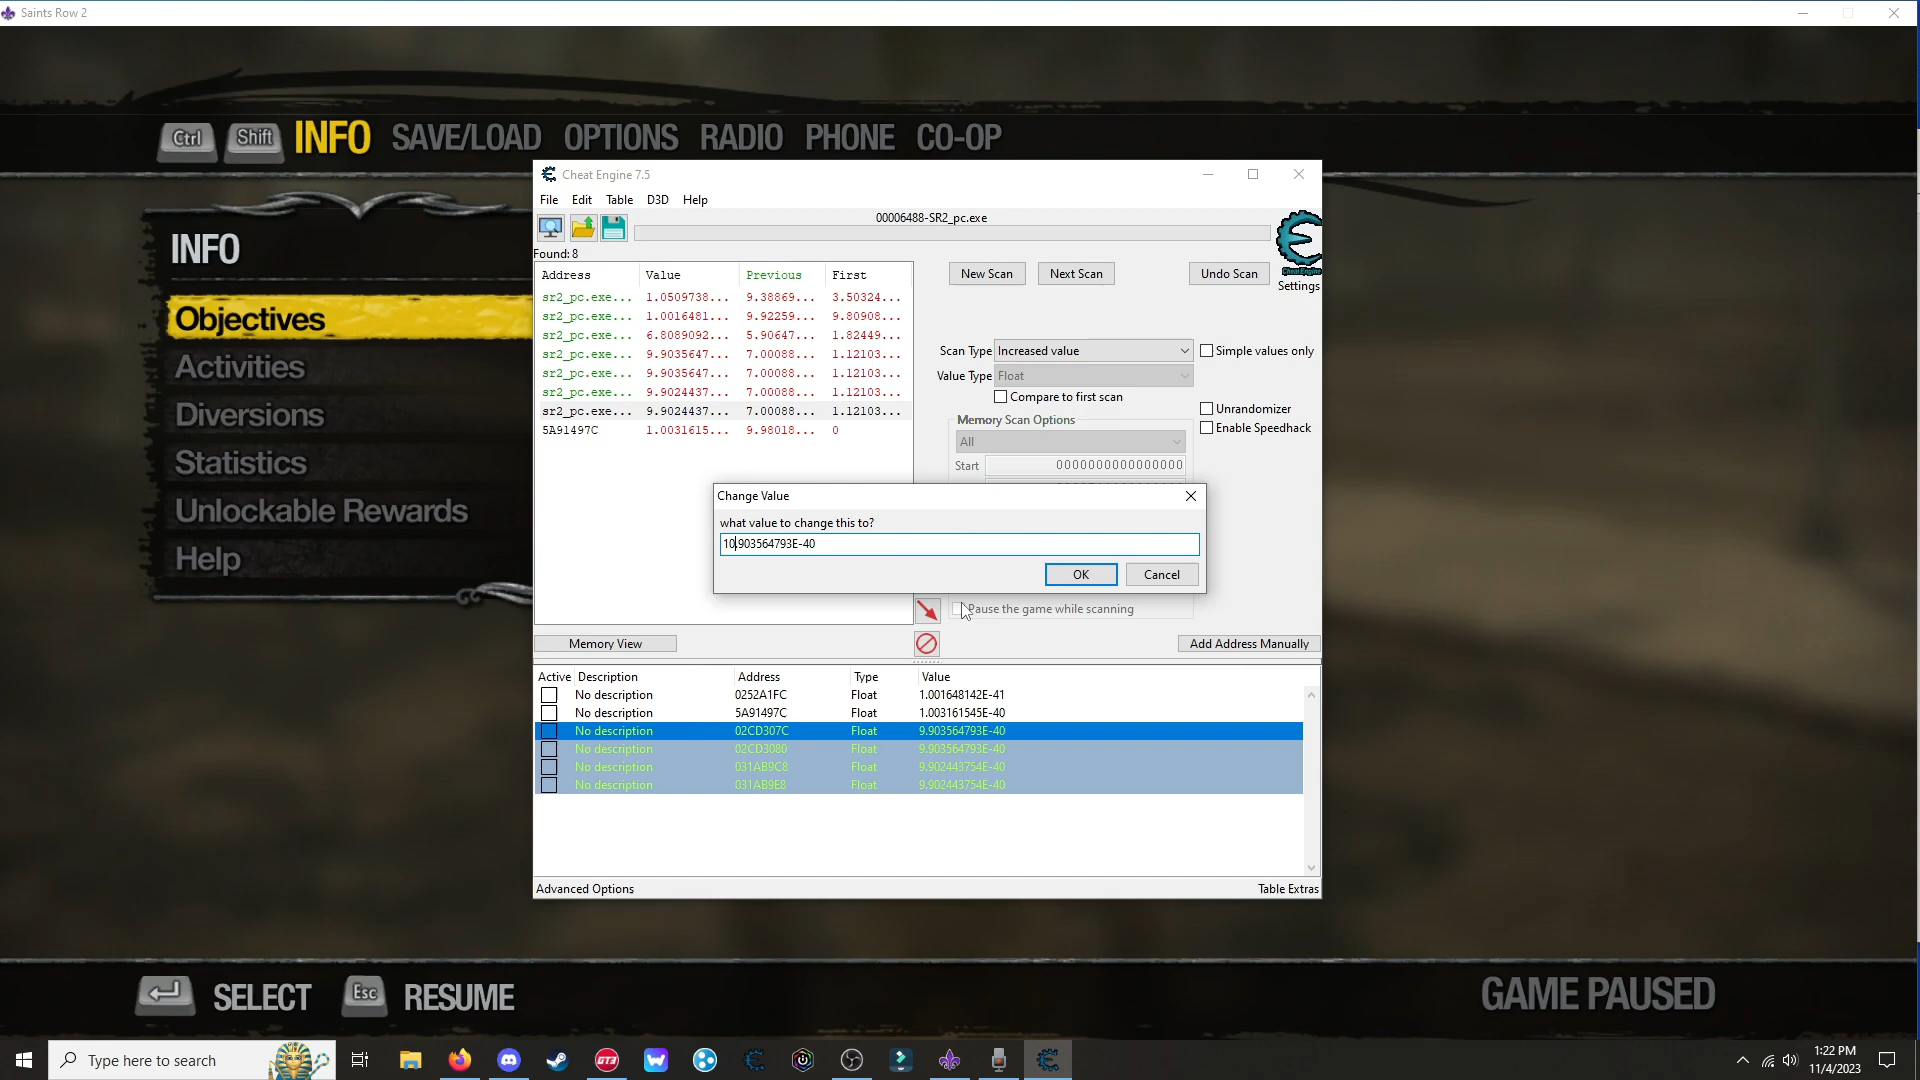 Saints Row 2
Ctrl Shift INFO SAVE/LOAD OPTIONS RADIO PHONE CO-OP
INFO
Objectives
Activities
Diversions
Statistics
Unlockable Rewards
Help
Cheat Engine 7.5
File Edit Table D3D Help
00006488-SR2_pc.exe
Cheat Engine
Found: 8
New Scan Next Scan Undo Scan
Settings
Address Value Previous First
sr2_pc.exe... 1.0509738... 9.38869... 3.50324...
sr2_pc.exe... 1.0016481... 9.92259... 9.80908...
sr2_pc.exe... 6.8089092... 5.90647... 1.82449...
sr2_pc.exe... 9.9035647... 7.00088... 1.12103...
sr2_pc.exe... 9.9035647... 7.00088... 1.12103...
sr2_pc.exe... 9.9024437... 7.00088... 1.12103...
sr2_pc.exe... 9.9024437... 7.00088... 1.12103...
5A91497C 1.0031615... 9.98018... 0
Scan Type Increased value Simple values only
Value Type Float
Compare to first scan
Unrandomizer
Memory Scan Options
Enable Speedhack
All
Start 0000000000000000
Change Value
what value to change this to?
10.903564793E-40
OK Cancel
Pause the game while scanning
Memory View Add Address Manually
Active Description Address Type Value
No description 0252A1FC Float 1.001648142E-41
No description 5A91497C Float 1.003161545E-40
No description 02CD307C Float 9.903564793E-40
No description 02CD3080 Float 9.903564793E-40
No description 031AB9C8 Float 9.902443754E-40
No description 031AB9E8 Float 9.902443754E-40
Advanced Options Table Extras
SELECT Esc RESUME GAME PAUSED
Type here to search
GT3
1:22 PM
11/4/2023